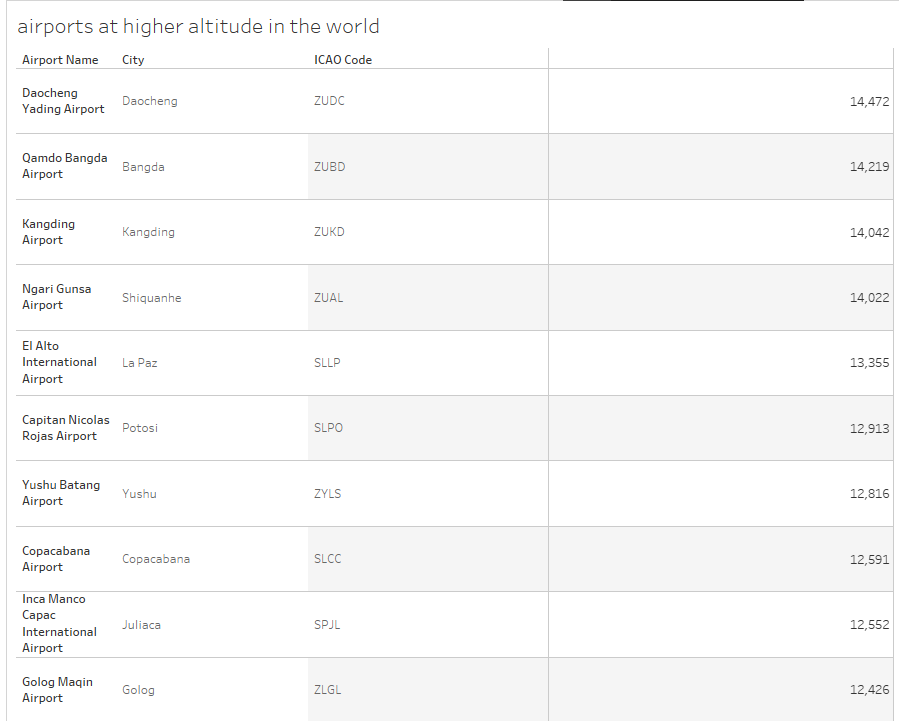 airports at higher altitude in the world
Airport Name City ICAO Code
Daocheng
Yading Airport Daocheng ZUDC 14,472
Qamdo Bangda
Airport Bangda ZUBD 14,219
Kangding
Airport Kangding ZUKD 14,042
Ngari Gunsa
Airport Shiquanhe ZUAL 14,022
El Alto
International
Airport La Paz SLLP 13,355
Capitan Nicolas
Rojas Airport Potosi SLPO 12,913
Yushu Batang
Airport Yushu ZYLS 12,816
Copacabana
Airport Copacabana SLCC 12,591
Inca Manco
Capac
International
Airport Juliaca SPJL 12,552
Golog Maqin
Airport Golog ZLGL 12,426